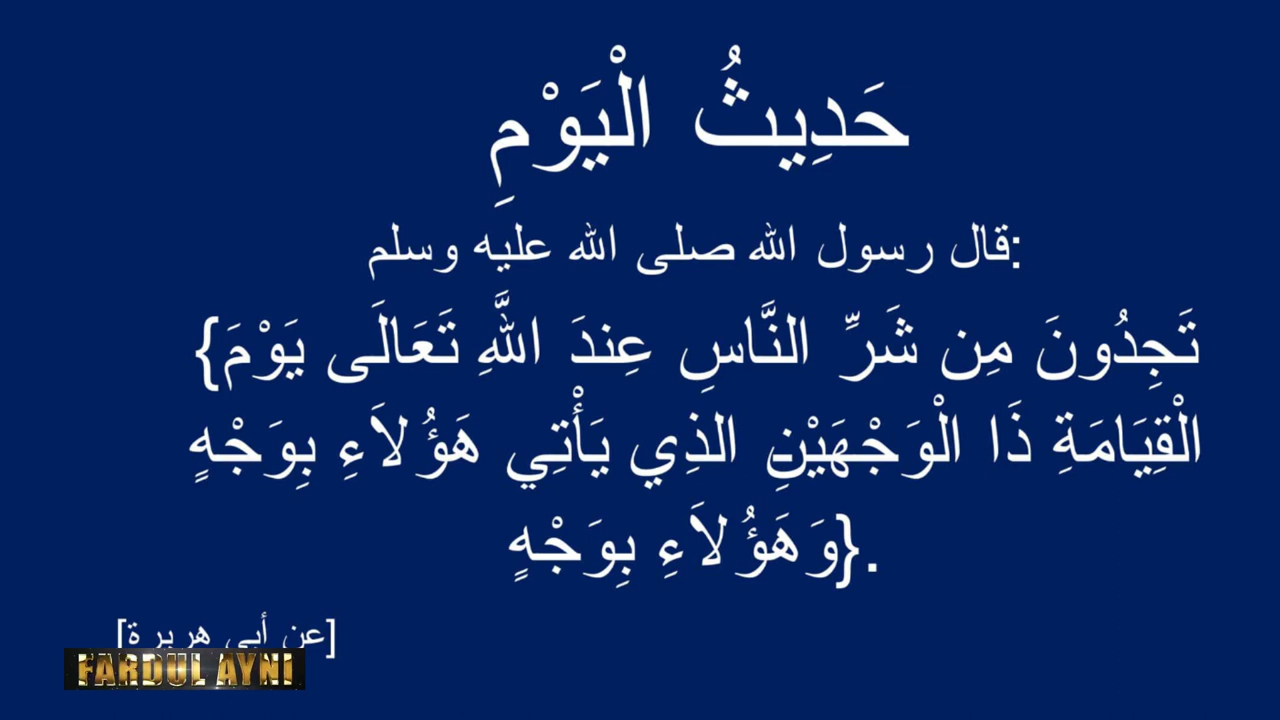 حَدِيثُ الْيَوْمِ
قال رسول الله صلى الله عليه وسلم:
{تَجِدُونَ مِن شَرِّ النَّاسِ عِندَ اللَّهِ تَعَالَى يَوْمَ
الْقِيَامَةِ ذَا الْوَجْهَيْنِ الذِي يَأْتِي هَؤُلاَءِ بِوَجْهٍ
وَهَؤُلاَءِ بِوَجْهٍ}.
[عن أبي هريرة]
FARDUL AYNI